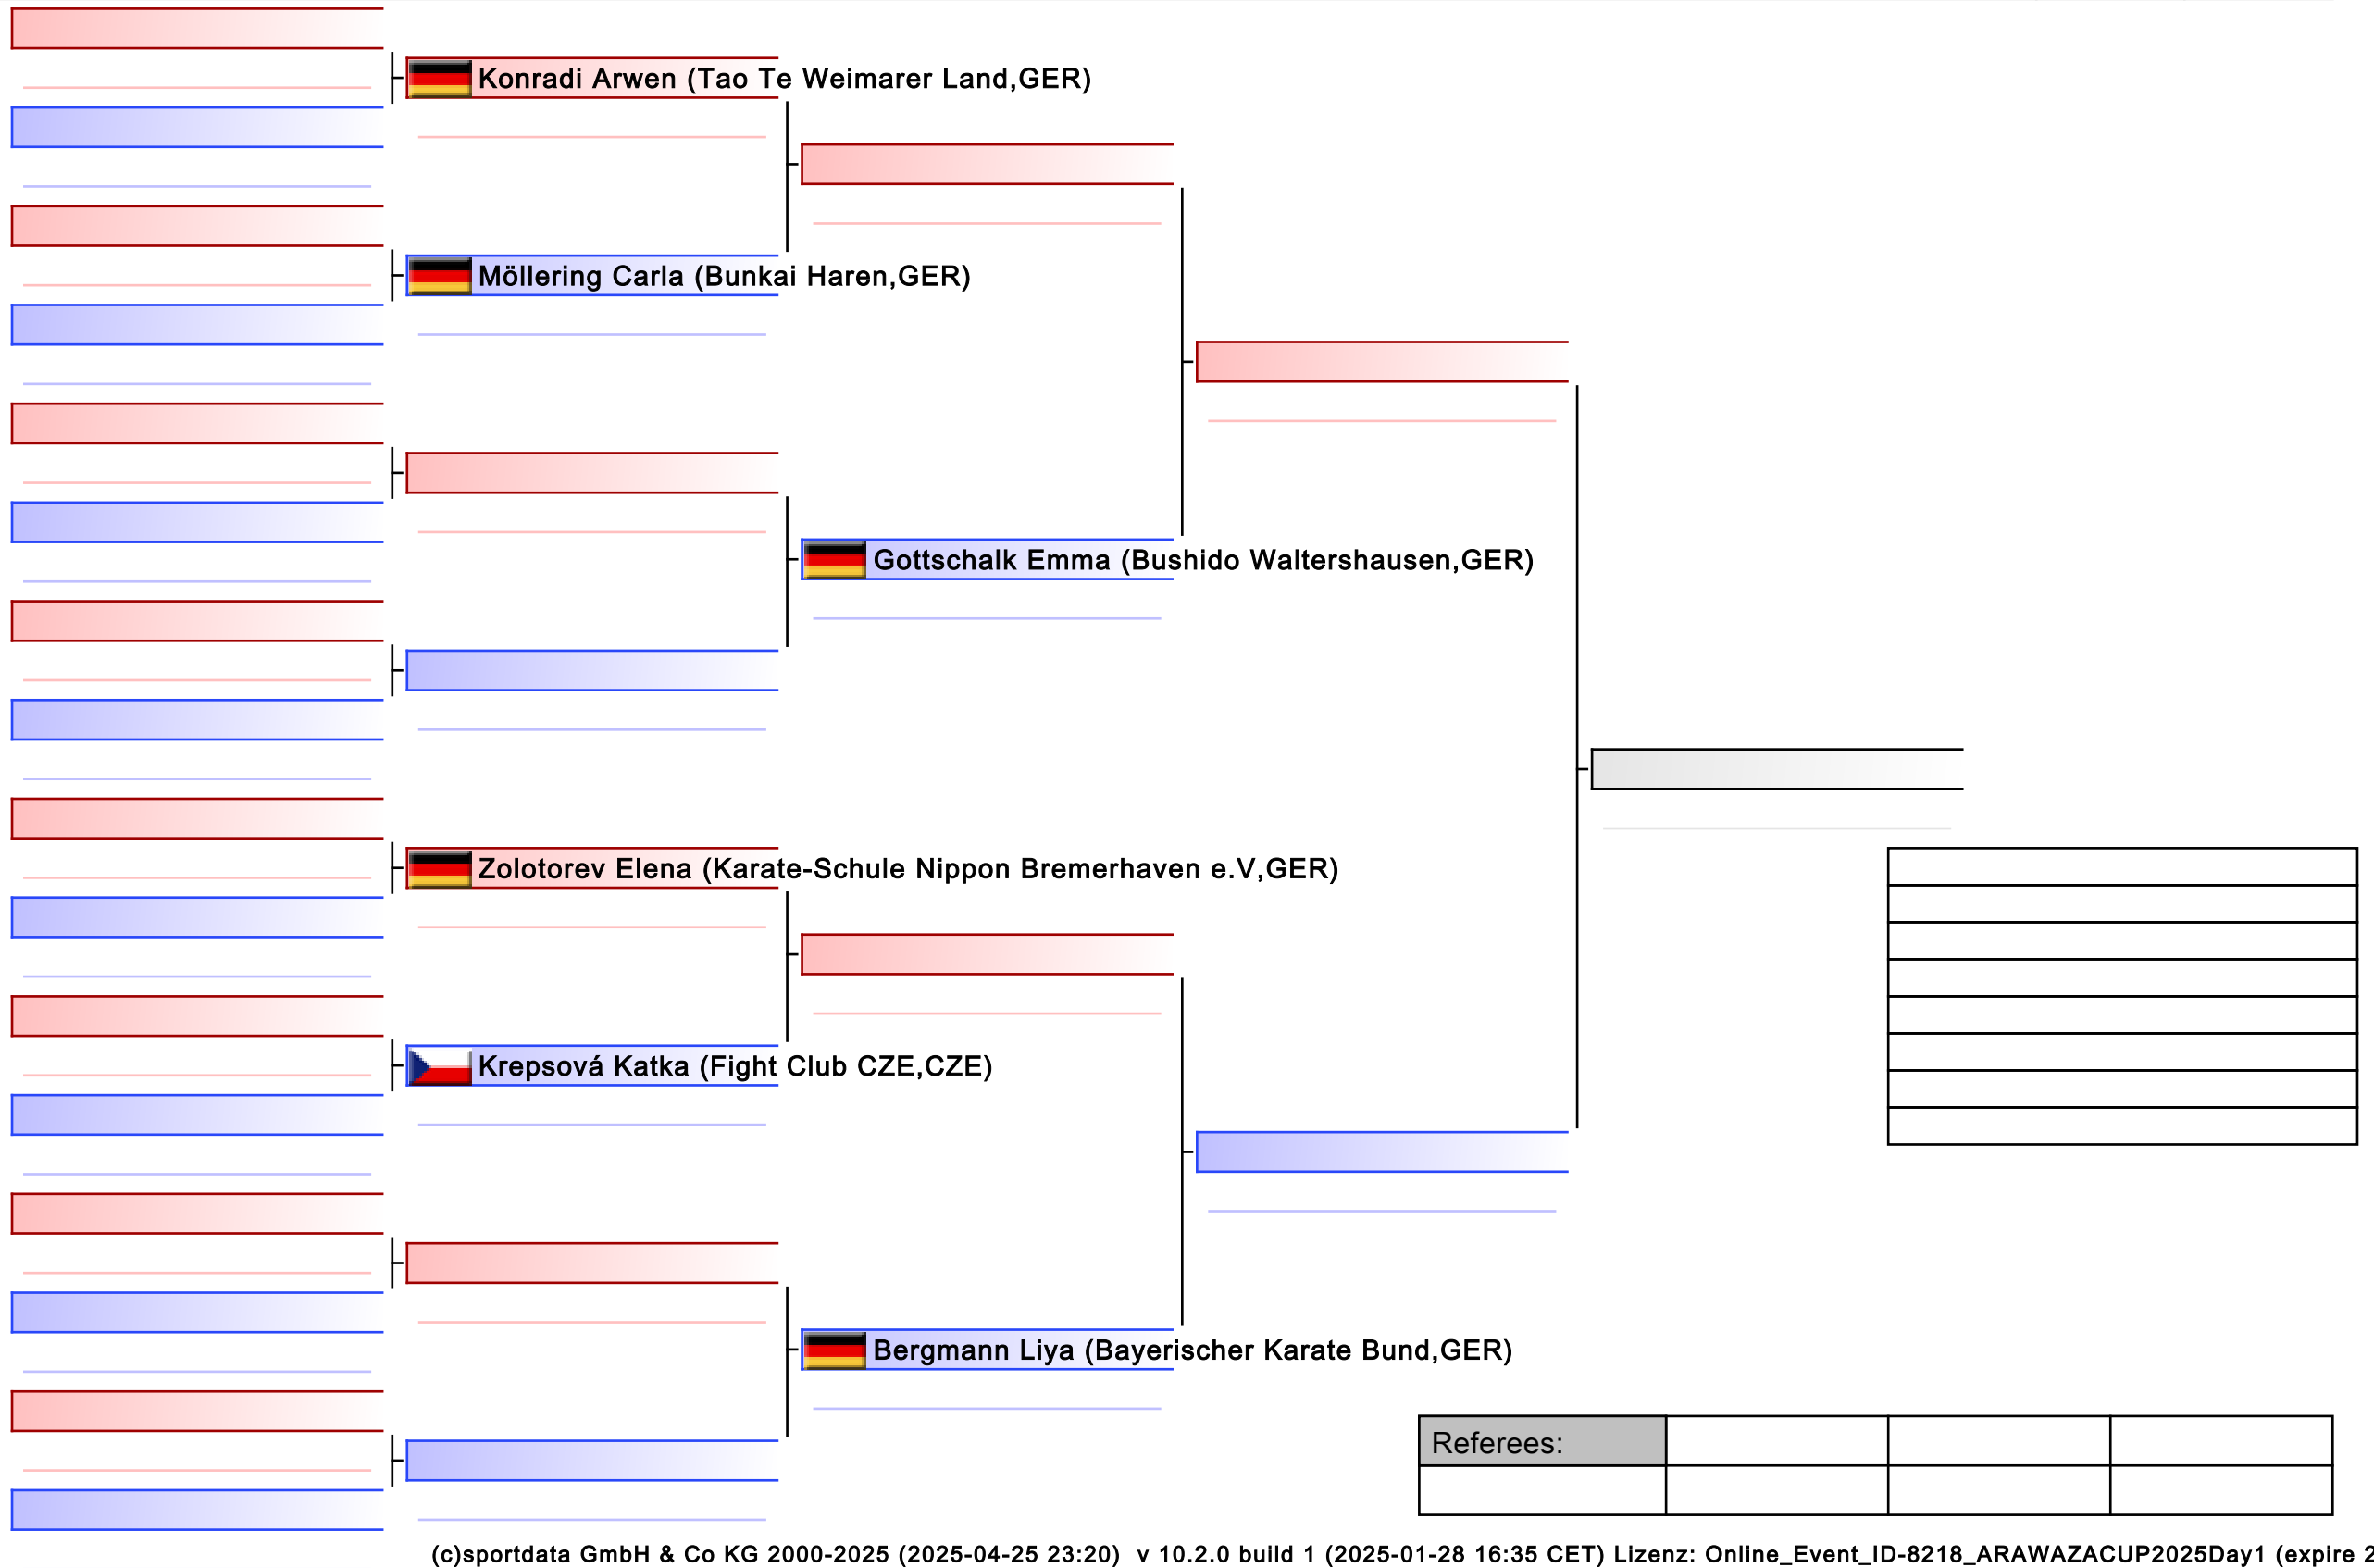 Konradi Arwen (Tao Te Weimarer Land,GER)
Möllering Carla (Bunkai Haren,GER)
Gottschalk Emma (Bushido Waltershausen,GER)
Zolotorev Elena (Karate-Schule Nippon Bremerhaven e.V,GER)
Krepsová Katka (Fight Club CZE,CZE)
Bergmann Liya (Bayerischer Karate Bund,GER)
Referees:
(c)sportdata GmbH & Co KG 2000-2025 (2025-04-25 23:20) v 10.2.0 build 1 (2025-01-28 16:35 CET) Lizenz: Online_Event_ID-8218_ARAWAZACUP2025Day1 (expire